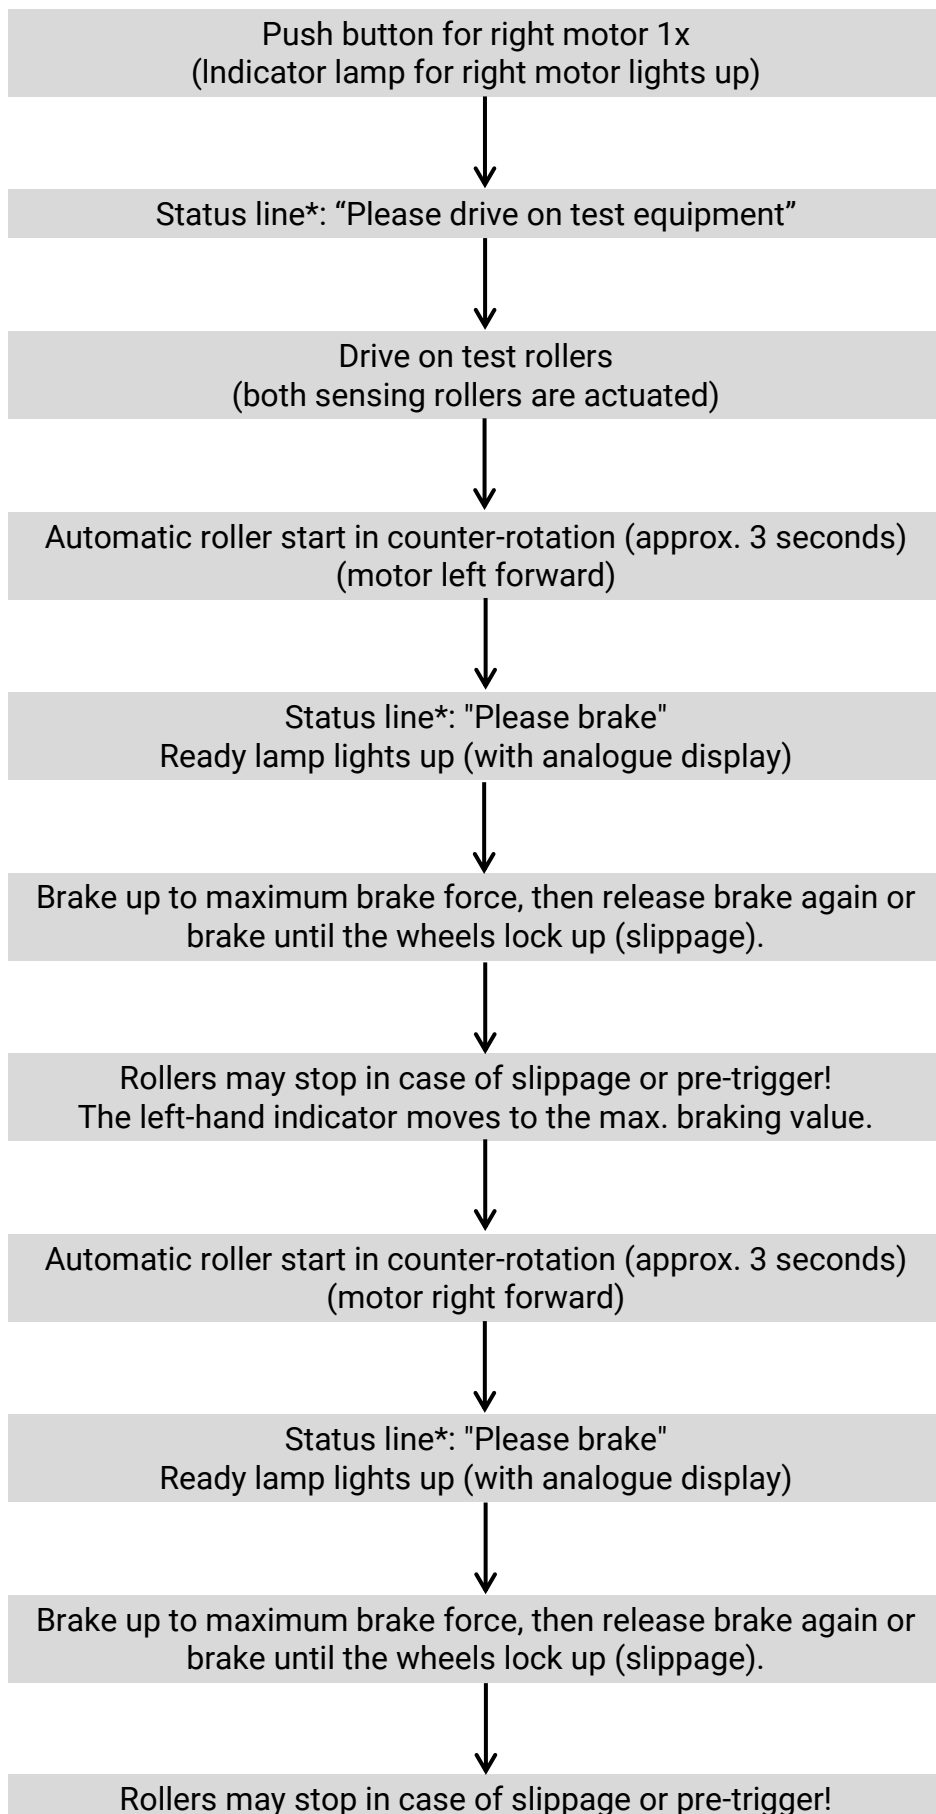 Push button for right motor 1x
(Indicator lamp for right motor lights up)
Status line*: “Please drive on test equipment”
Drive on test rollers
(both sensing rollers are actuated)
Automatic roller start in counter-rotation (approx. 3 seconds)
(motor left forward)
Status line*: "Please brake"
Ready lamp lights up (with analogue display)
Brake up to maximum brake force, then release brake again or
brake until the wheels lock up (slippage).
Rollers may stop in case of slippage or pre-trigger!
The left-hand indicator moves to the max. braking value.
Automatic roller start in counter-rotation (approx. 3 seconds)
(motor right forward)
Status line*: "Please brake"
Ready lamp lights up (with analogue display)
Brake up to maximum brake force, then release brake again or
brake until the wheels lock up (slippage).
Rollers may stop in case of slippage or pre-trigger!